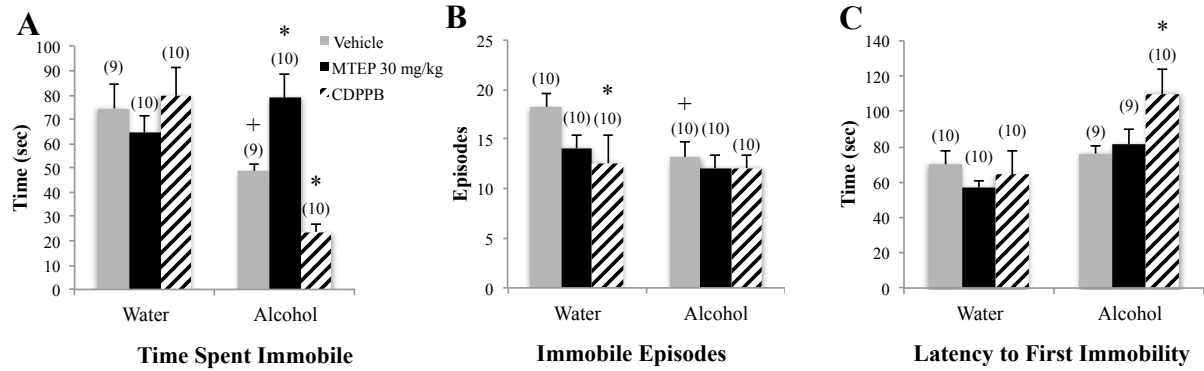 A
Time (sec)
100
90
80
70
60
50
40
30
20
10
0
(9)
(10)
(10)
+
(9)
*
(10)
*
(10)
Vehicle
MTEP 30 mg/kg
CDPPB
Water
Alcohol
Time Spent Immobile
B
Episodes
25
20
15
10
5
0
(10)
(10)
*
(10)
+
(10)
(10)
(10)
Water
Alcohol
Immobile Episodes
C
Time (sec)
140
120
100
80
60
40
20
0
(10)
(10)
(10)
(9)
(9)
*
(10)
Water
Alcohol
Latency to First Immobility